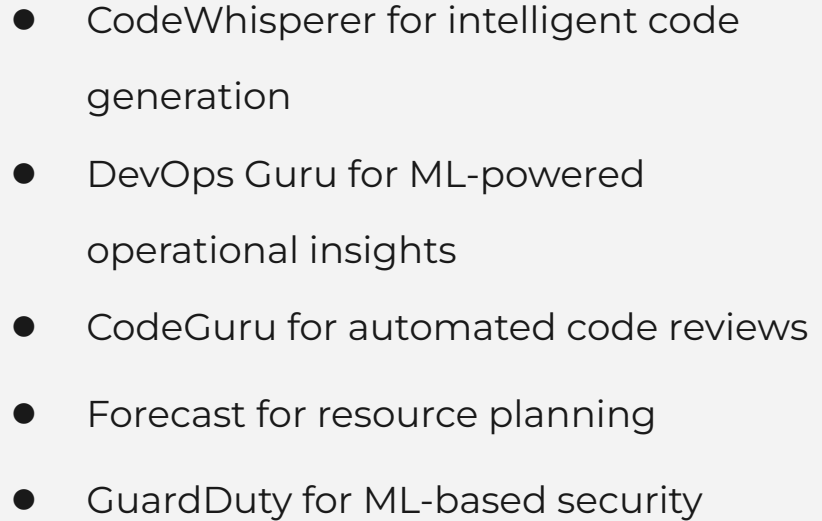 ● CodeWhisperer for intelligent code
generation
● DevOps Guru for ML-powered
operational insights
● CodeGuru for automated code reviews
● Forecast for resource planning
● GuardDuty for ML-based security